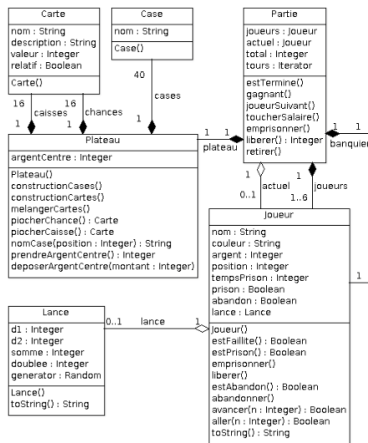 Carte
nom : String
description : String
valeur : Integer
relatif : Boolean
Carte()
Case
nom : String
Case()
Partie
joueurs : Joueur
actuel : Joueur
total : Integer
tours : Iterator
estTermine()
gagnant()
joueurSuivant()
toucherSalaire()
emprisonner()
liberer() : Integer
retirer()
16
16
40
caisses
chances
cases
1
1
1
1
1
plateau
1
banquier
Plateau
argentCentre : Integer
Plateau()
constructionCases()
constructionCartes()
melangerCartes()
piocherChance() : Carte
piocherCaisse() : Carte
nomCase(position : Integer) : String
prendreArgentCentre() : Integer
deposerArgentCentre(montant : Integer)
1
1
actuel
joueurs
0..1
1..6
Joueur
nom : String
couleur : String
argent : Integer
position : Integer
tempsPrison : Integer
prison : Boolean
abandon : Boolean
lance : Lance
Joueur()
estFaillite() : Boolean
estPrison() : Boolean
emprisonner()
liberer()
estAbandon() : Boolean
abandonner()
avancer(n : Integer) : Boolean
aller(n : Integer) : Boolean
toString() : String
1
Lance
d1 : Integer
d2 : Integer
somme : Integer
doublee : Integer
generator : Random
Lance()
toString() : String
0..1
lance
1